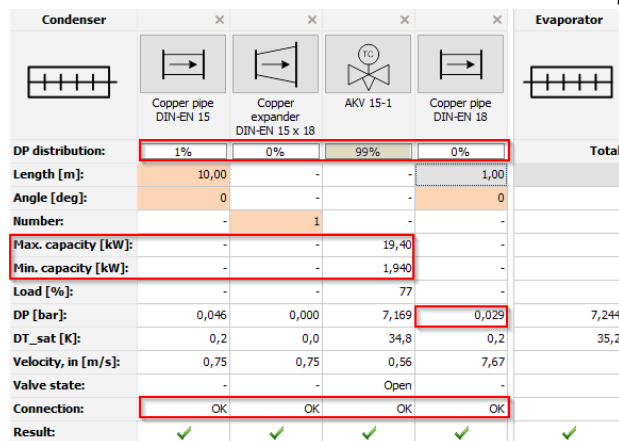 Condenser × × × × Evaporator
TC
Copper pipe DIN-EN 15 Copper expander DIN-EN 15 x 18 AKV 15-1 Copper pipe DIN-EN 18
DP distribution: 1% 0% 99% 0% Total
Length [m]: 10,00 - - 1,00
Angle [deg]: 0 - - 0
Number: - 1 - -
Max. capacity [kW]: - - 19,40 -
Min. capacity [kW]: - - 1,940 -
Load [%]: - - 77 -
DP [bar]: 0,046 0,000 7,169 0,029 7,244
DT_sat [K]: 0,2 0,0 34,8 0,2 35,2
Velocity, in [m/s]: 0,75 0,75 0,56 7,67
Valve state: - - Open -
Connection: OK OK OK OK
Result: